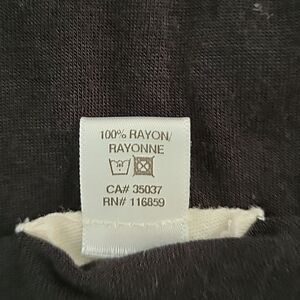 100% RAYON/
RAYONNE
CA# 35037
RN# 116859